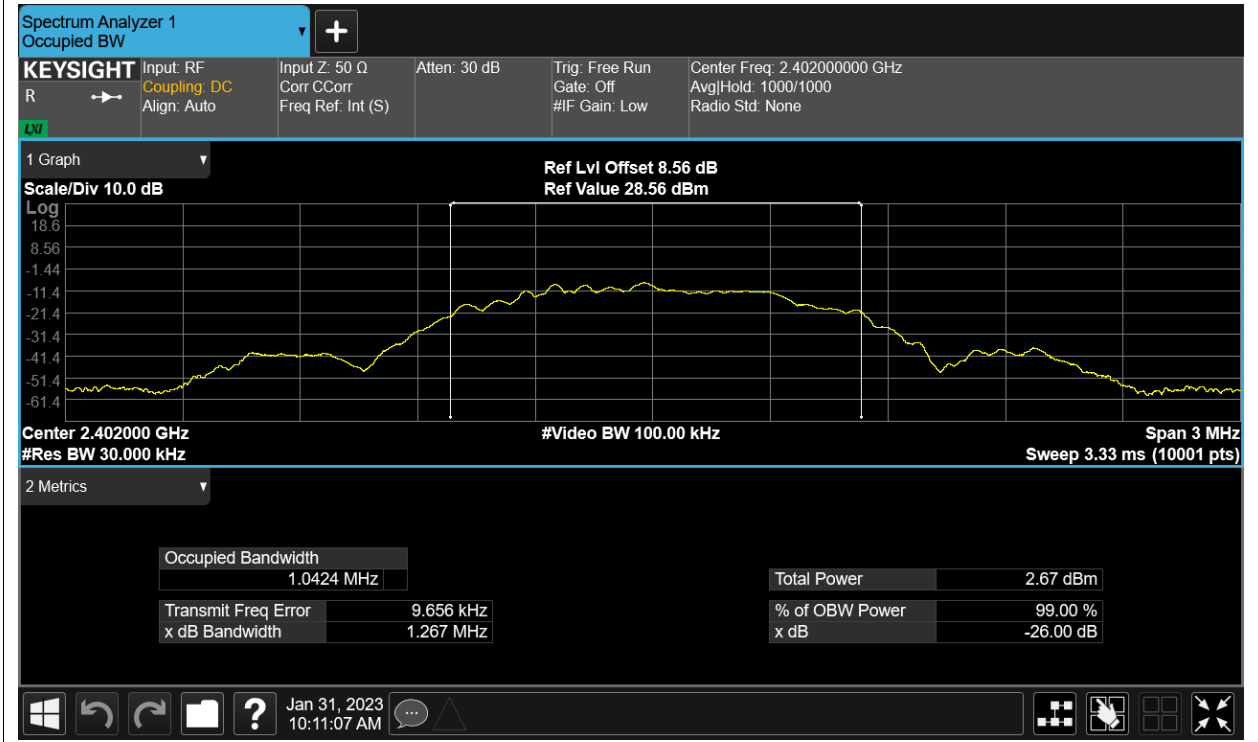 Spectrum Analyzer 1
Occupied BW
KEYSIGHT
R
LXI
Input: RF
Coupling: DC
Align: Auto
Input Z: 50 Ω
Corr CCorr
Freq Ref: Int (S)
Atten: 30 dB
Trig: Free Run
Gate: Off
#IF Gain: Low
Center Freq: 2.402000000 GHz
Avg|Hold: 1000/1000
Radio Std: None
1 Graph
Scale/Div 10.0 dB
Ref Lvl Offset 8.56 dB
Ref Value 28.56 dBm
Log
18.6
8.56
-1.44
-11.4
-21.4
-31.4
-41.4
-51.4
-61.4
Center 2.402000 GHz
#Video BW 100.00 kHz
Span 3 MHz
#Res BW 30.000 kHz
Sweep 3.33 ms (10001 pts)
2 Metrics
Occupied Bandwidth
1.0424 MHz
Transmit Freq Error 9.656 kHz
x dB Bandwidth 1.267 MHz
Total Power 2.67 dBm
% of OBW Power 99.00 %
x dB -26.00 dB
?
Jan 31, 2023
10:11:07 AM